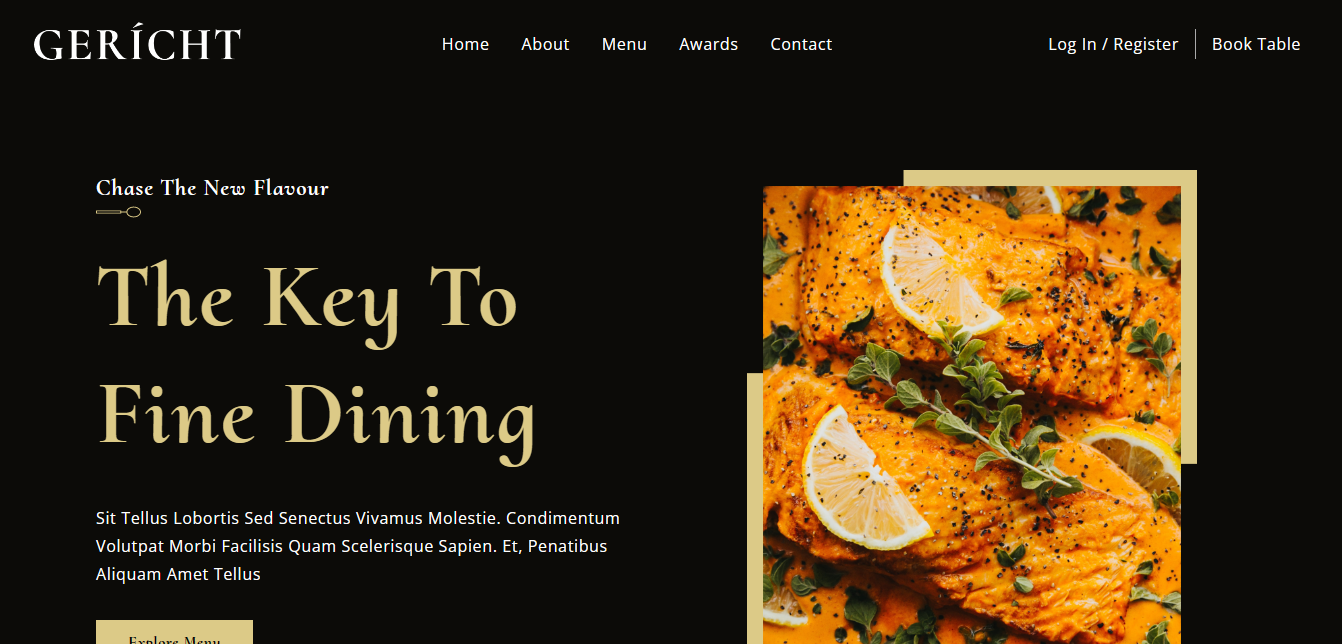 GERÍCHT
Home About Menu Awards Contact
Log In / Register Book Table
Chase The New Flavour
The Key To
Fine Dining
Sit Tellus Lobortis Sed Senectus Vivamus Molestie. Condimentum
Volutpat Morbi Facilisis Quam Scelerisque Sapien. Et, Penatibus
Aliquam Amet Tellus
Explore Menu